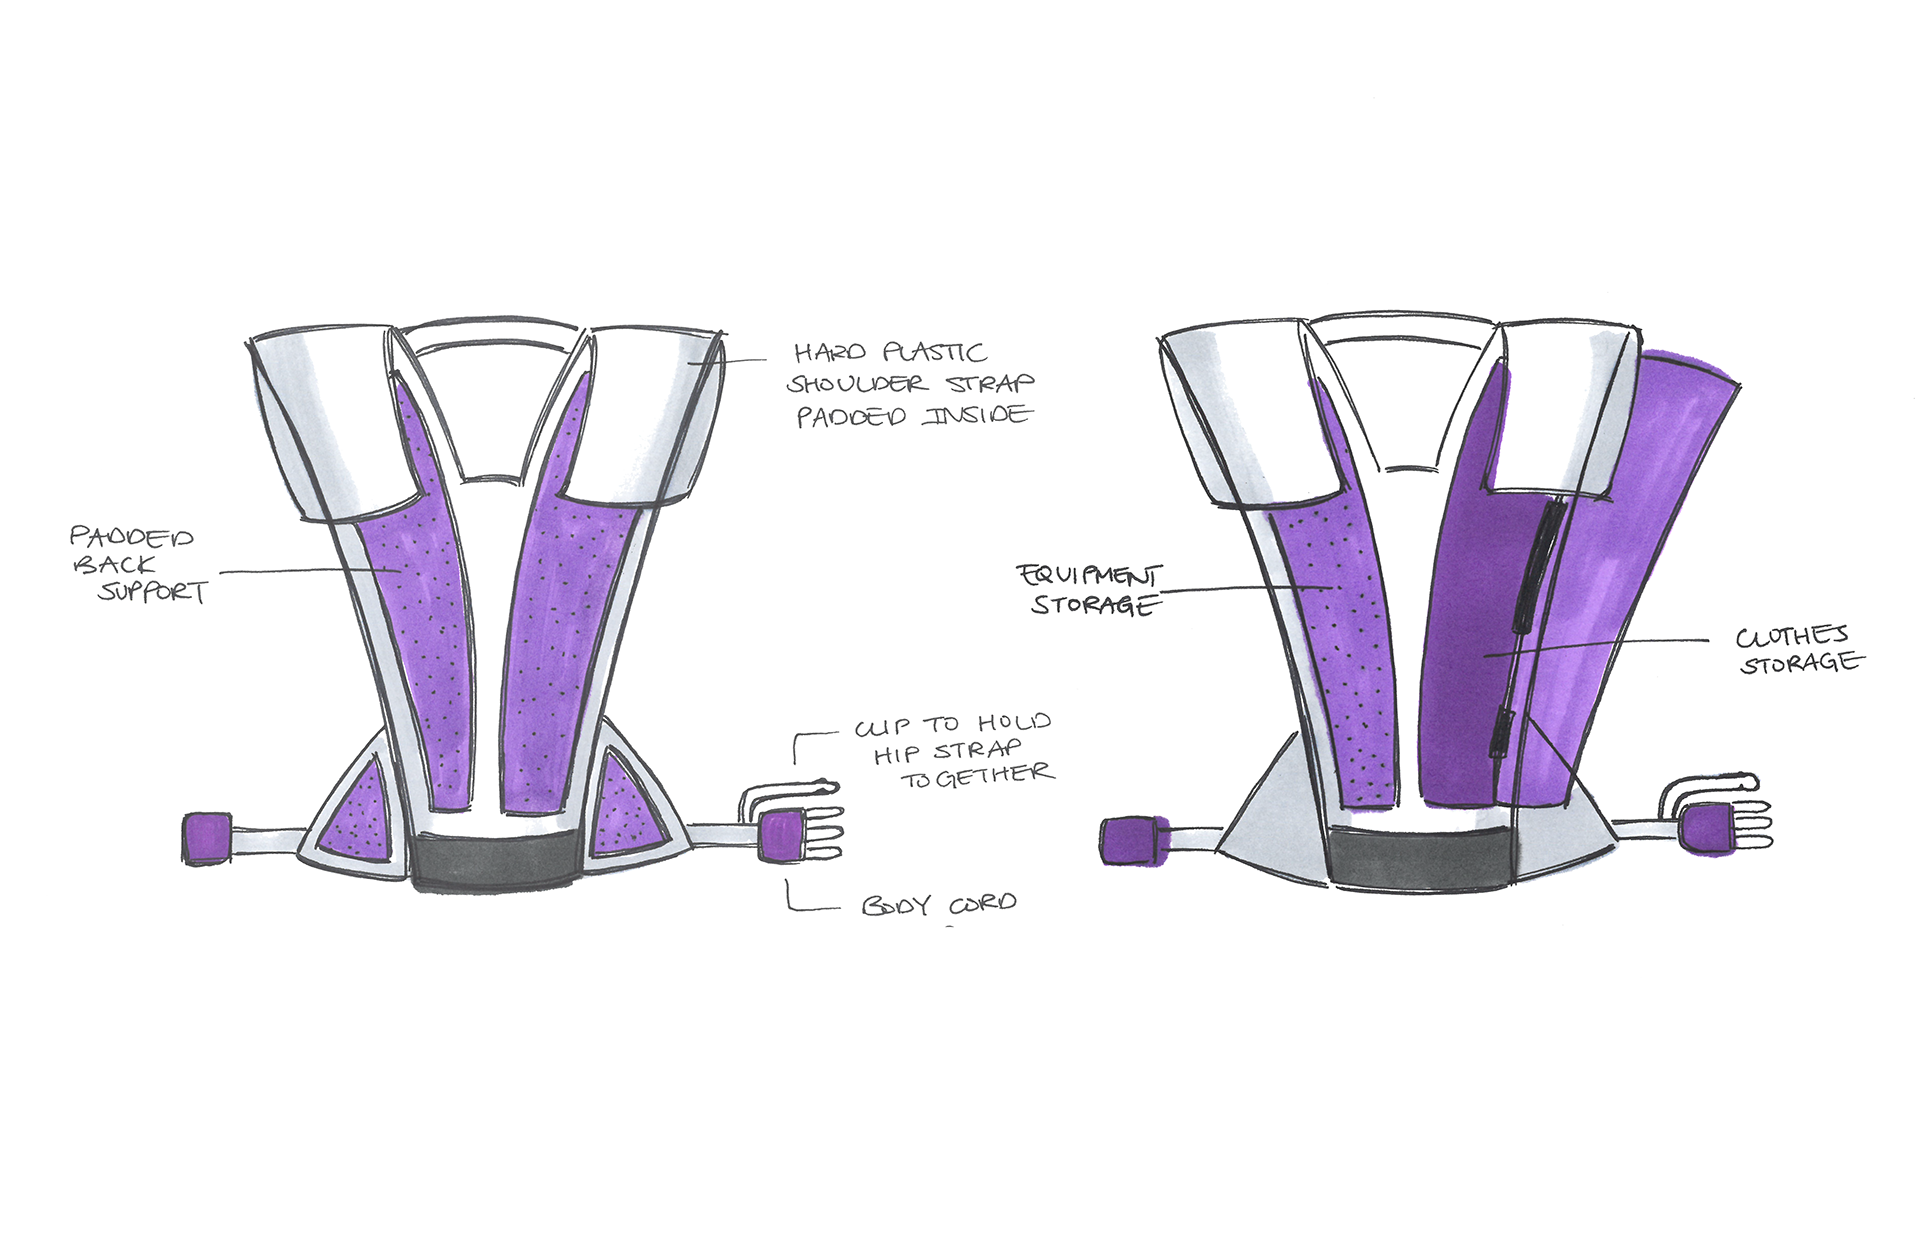 HARD PLASTIC
SHOULDER STRAP
PADDED INSIDE
PADDED
BACK
SUPPORT
CLIP TO HOLD
HIP STRAP
TOGETHER
BODY CORD
EQUIPMENT
STORAGE
CLOTHES
STORAGE